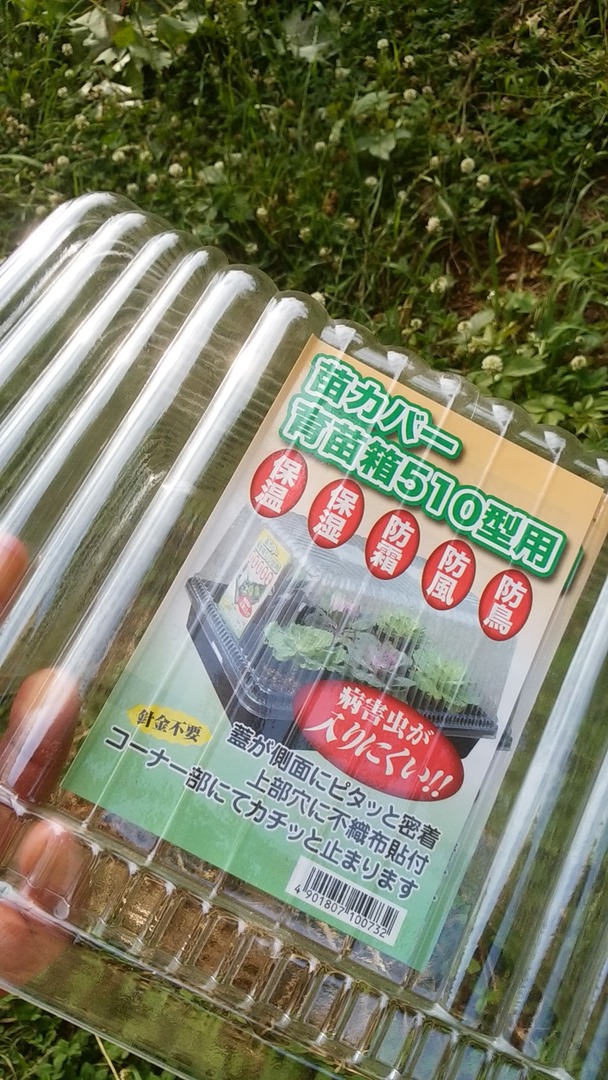 苗カバー
育苗箱510型用
保温
保湿
防霜
防風
防鳥
病害虫が
入りにくい!!
針金不要
蓋が側面にピタッと密着
上部穴に不織布貼付
コーナー部にてカチッと止まります
4 901807 100732